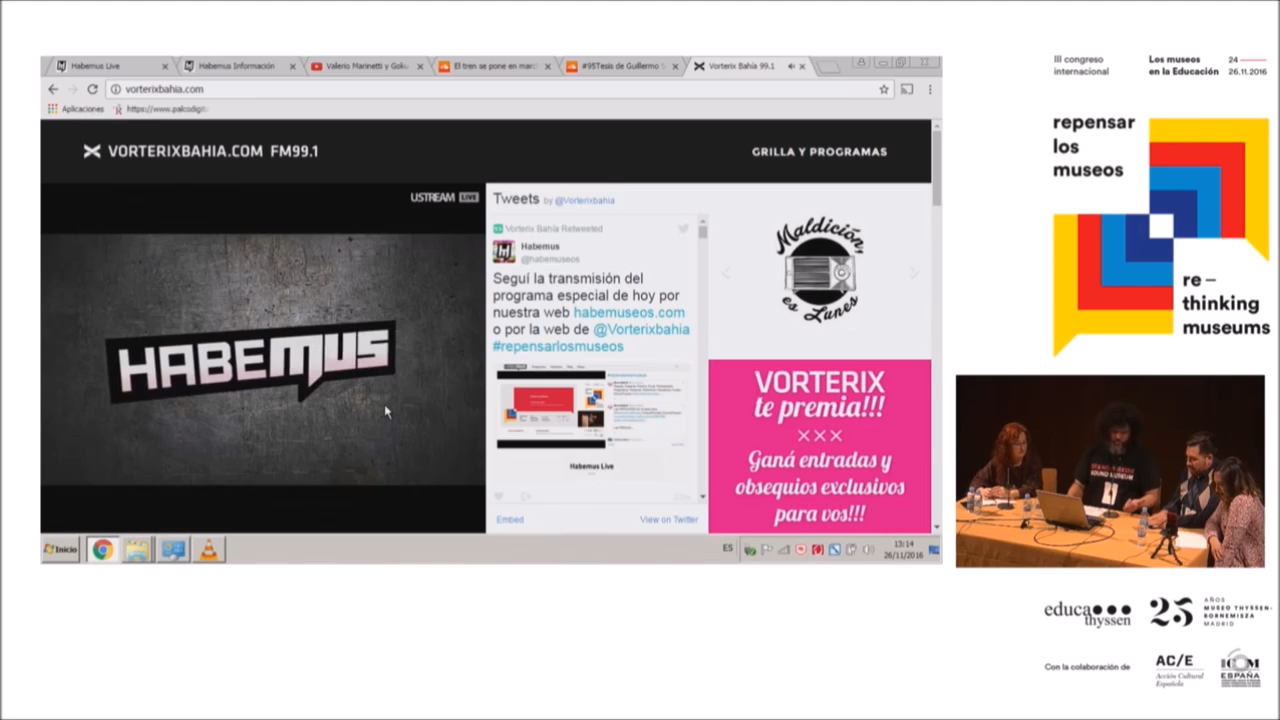 Habemus Live
Habemus Información
Valerio Marinetti y Goku
El tren se pone en marc
#95Tesis de Guillermo S
Vorterix Bahía 99.1
vorterixbahia.com
Aplicaciones
https://www.palcodigit
VORTERIXBAHIA.COM FM99.1
GRILLA Y PROGRAMAS
USTREAM LIVE
HABEMUS
Tweets by @Vorterixbahia
Vorterix Bahía Retweeted
Habemus
@habemuseos
Seguí la transmisión del
programa especial de hoy por
nuestra web habemuseos.com
o por la web de @Vorterixbahia
#repensarlosmuseos
Habemus Live
Embed
View on Twitter
Maldición,
es Lunes
VORTERIX
te premia!!!
XXX
Ganá entradas y
obsequios exclusivos
para vos!!!
Inicio
ES
13:14
26/11/2016
III congreso
internacional
Los museos
en la Educación
24
26.11.2016
repensar
los
museos
re –
thinking
museums
SOUND MUSEUM
educa
thyssen
25
AÑOS
MUSEO THYSSEN-
BORNEMISZA
MADRID
Con la colaboración de
AC/E
Acción Cultural
Española
ICOM
ESPAÑA